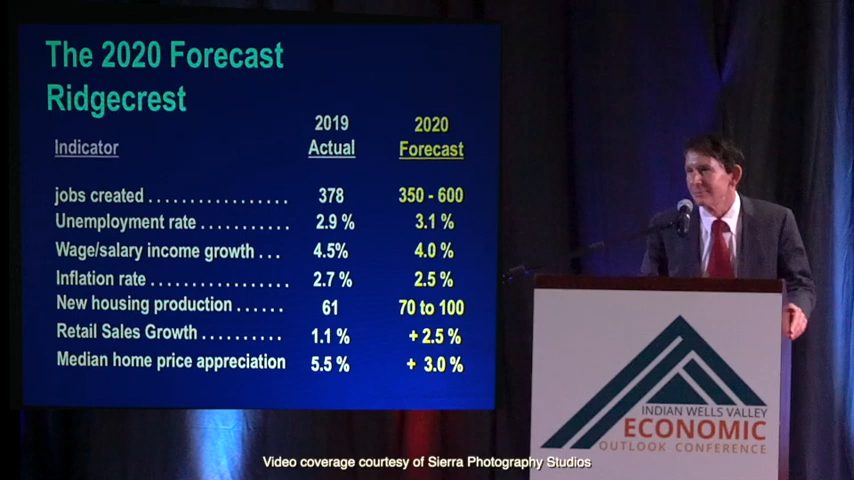 The 2020 Forecast
Ridgecrest
Indicator 2019 Actual 2020 Forecast
jobs created . . . . . . . . . . . . . . . . . 378 350 - 600
Unemployment rate . . . . . . . . . . 2.9 % 3.1 %
Wage/salary income growth . . . 4.5% 4.0 %
Inflation rate . . . . . . . . . . . . . . . . . 2.7 % 2.5 %
New housing production . . . . . . 61 70 to 100
Retail Sales Growth . . . . . . . . . . 1.1 % + 2.5 %
Median home price appreciation 5.5 % + 3.0 %
INDIAN WELLS VALLEY
ECONOMIC
OUTLOOK CONFERENCE
Video coverage courtesy of Sierra Photography Studios